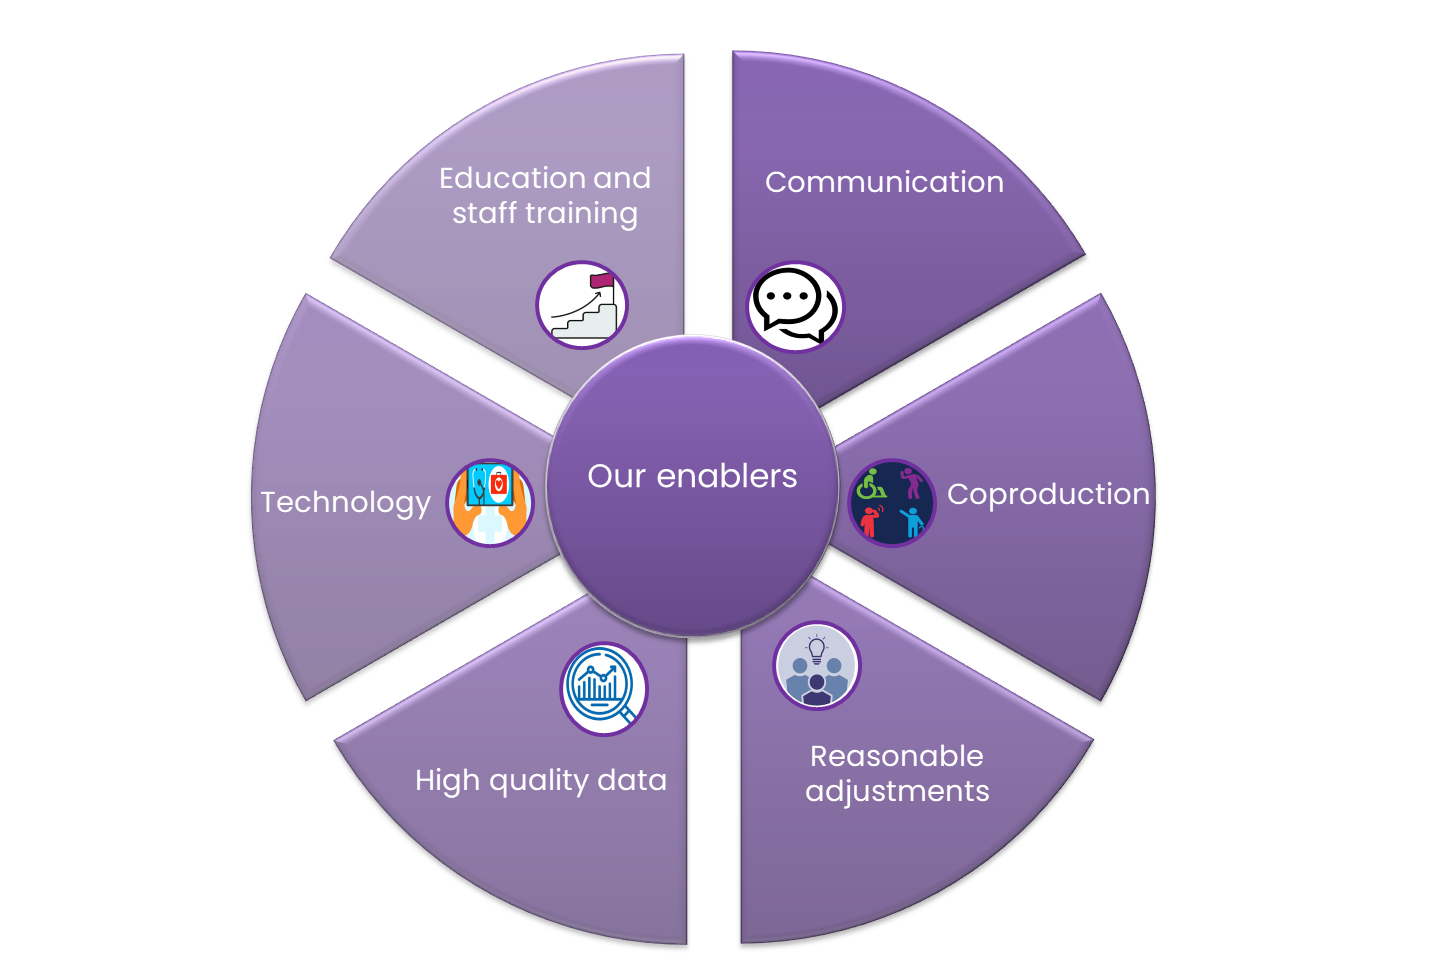 Education and
staff training
Communication
Technology
Our enablers
Coproduction
High quality data
Reasonable
adjustments